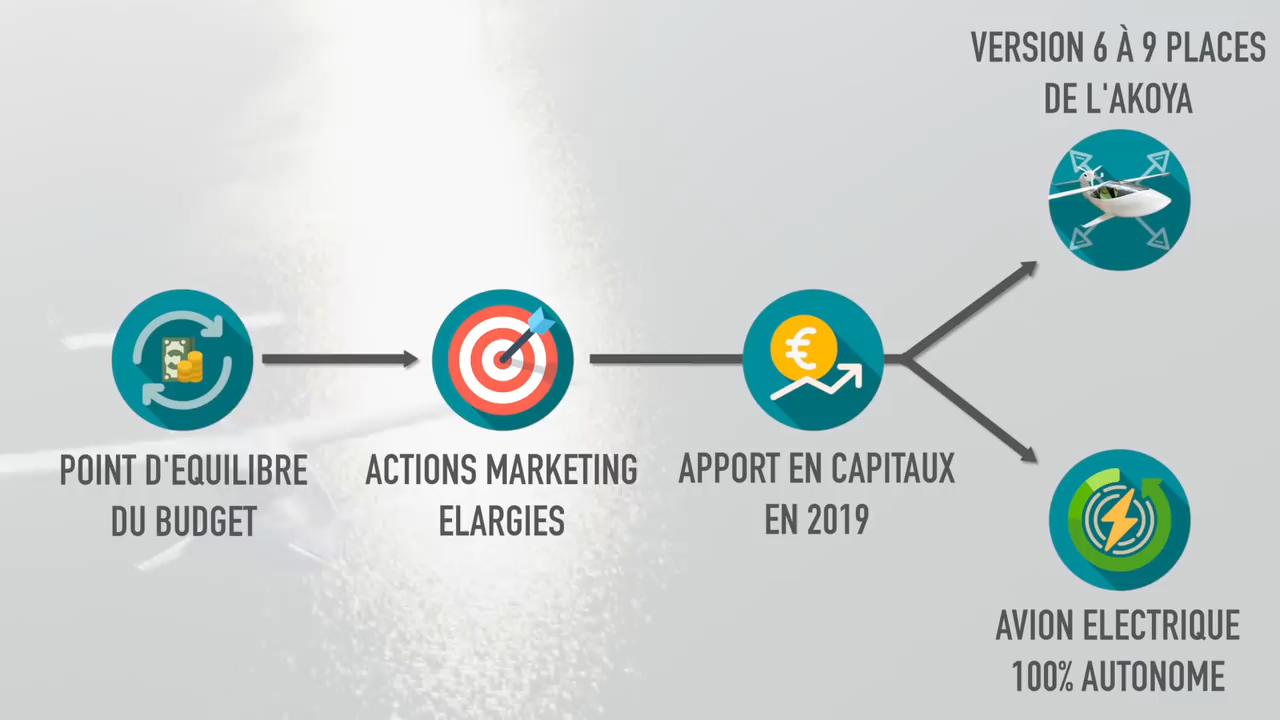 POINT D'EQUILIBRE
DU BUDGET
ACTIONS MARKETING
ELARGIES
APPORT EN CAPITAUX
EN 2019
VERSION 6 À 9 PLACES
DE L'AKOYA
AVION ELECTRIQUE
100% AUTONOME